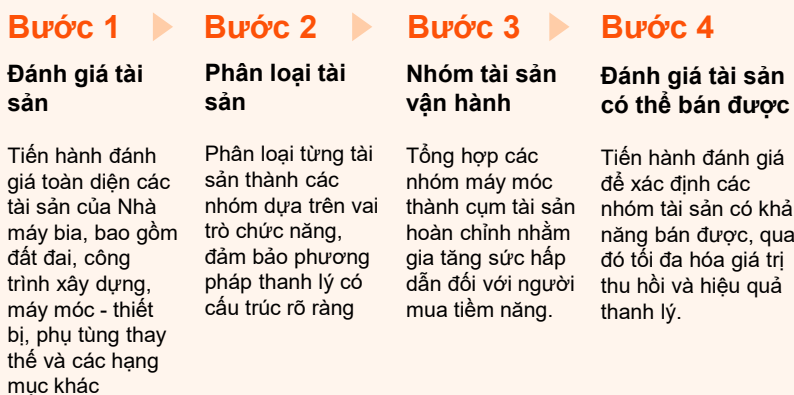 Bước 1
Đánh giá tài
sản
Tiến hành đánh
giá toàn diện các
tài sản của Nhà
máy bia, bao gồm
đất đai, công
trình xây dựng,
máy móc - thiết
bị, phụ tùng thay
thế và các hạng
mục khác
Bước 2
Phân loại tài
sản
Phân loại từng tài
sản thành các
nhóm dựa trên vai
trò chức năng,
đảm bảo phương
pháp thanh lý có
cấu trúc rõ ràng
Bước 3
Nhóm tài sản
vận hành
Tổng hợp các
nhóm máy móc
thành cụm tài sản
hoàn chỉnh nhằm
gia tăng sức hấp
dẫn đối với người
mua tiềm năng.
Bước 4
Đánh giá tài sản
có thể bán được
Tiến hành đánh giá
để xác định các
nhóm tài sản có khả
năng bán được, qua
đó tối đa hóa giá trị
thu hồi và hiệu quả
thanh lý.